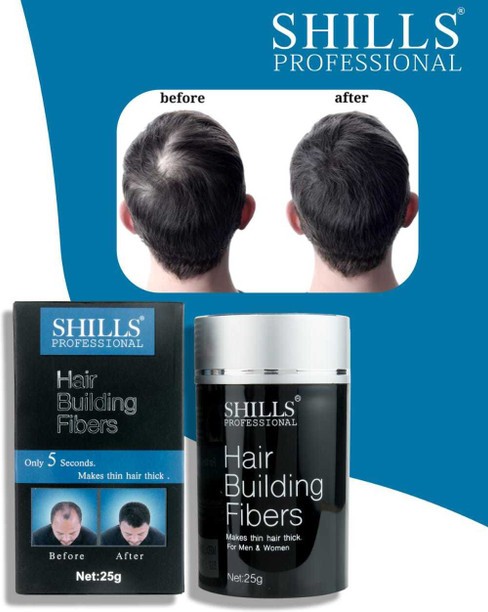 SHILLS®
PROFESSIONAL
before
after
SHILLS®
PROFESSIONAL
Hair
Building
Fibers
Only 5 Seconds.
Makes thin hair thick .
Before
After
Net:25g
SHILLS®
PROFESSIONAL
Hair
Building
Fibers
Makes thin hair thick.
For Men & Women
Net:25g